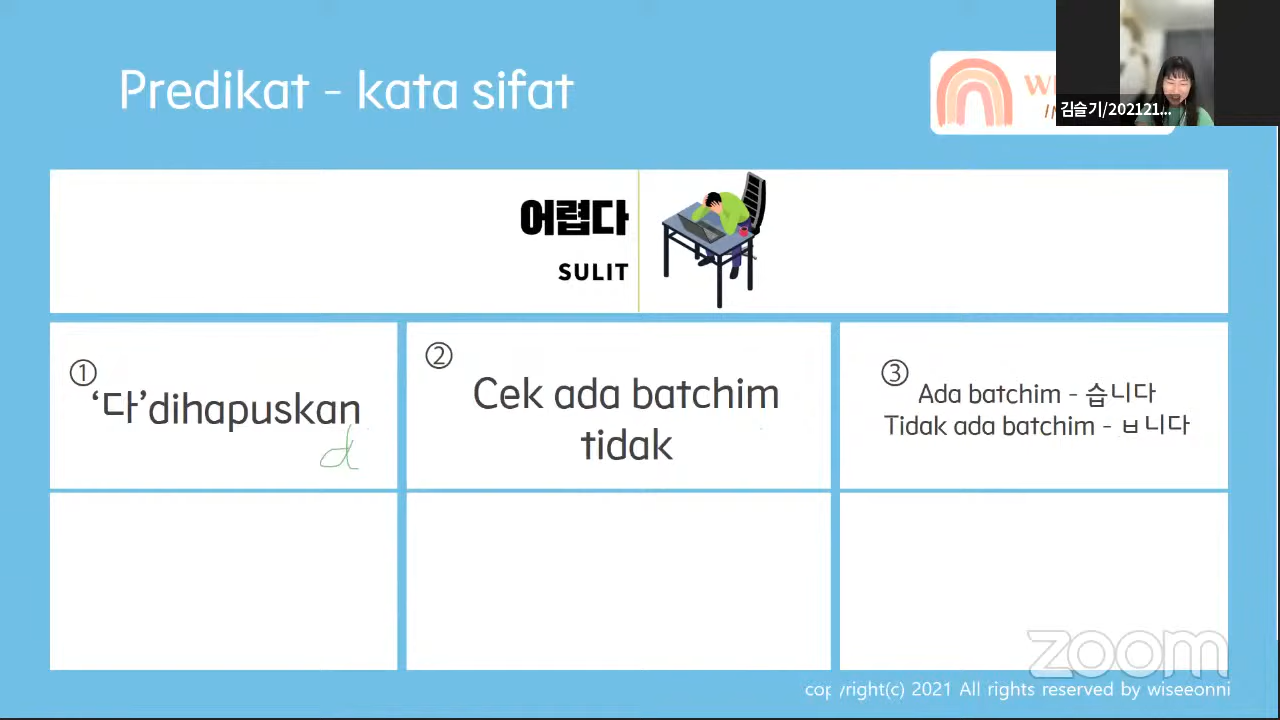 Predikat - kata sifat
김슬기/202121...
어렵다
SULIT
①
‘다’dihapuskan
d
②
Cek ada batchim
tidak
③
Ada batchim - 습니다
Tidak ada batchim - ㅂ니다
zoom
copyright(c) 2021 All rights reserved by wiseeonni